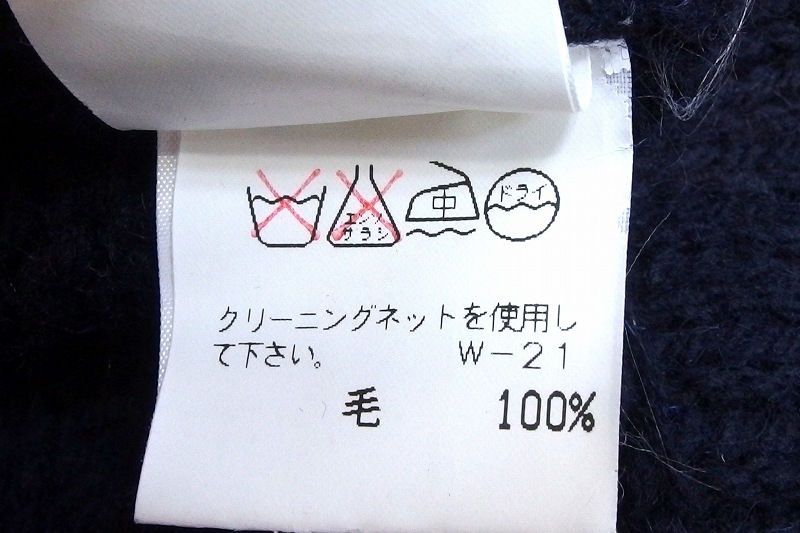 エンソ
サラシ
中
ドライ
クリーニングネットを使用し
て下さい。 W-21
毛 100%